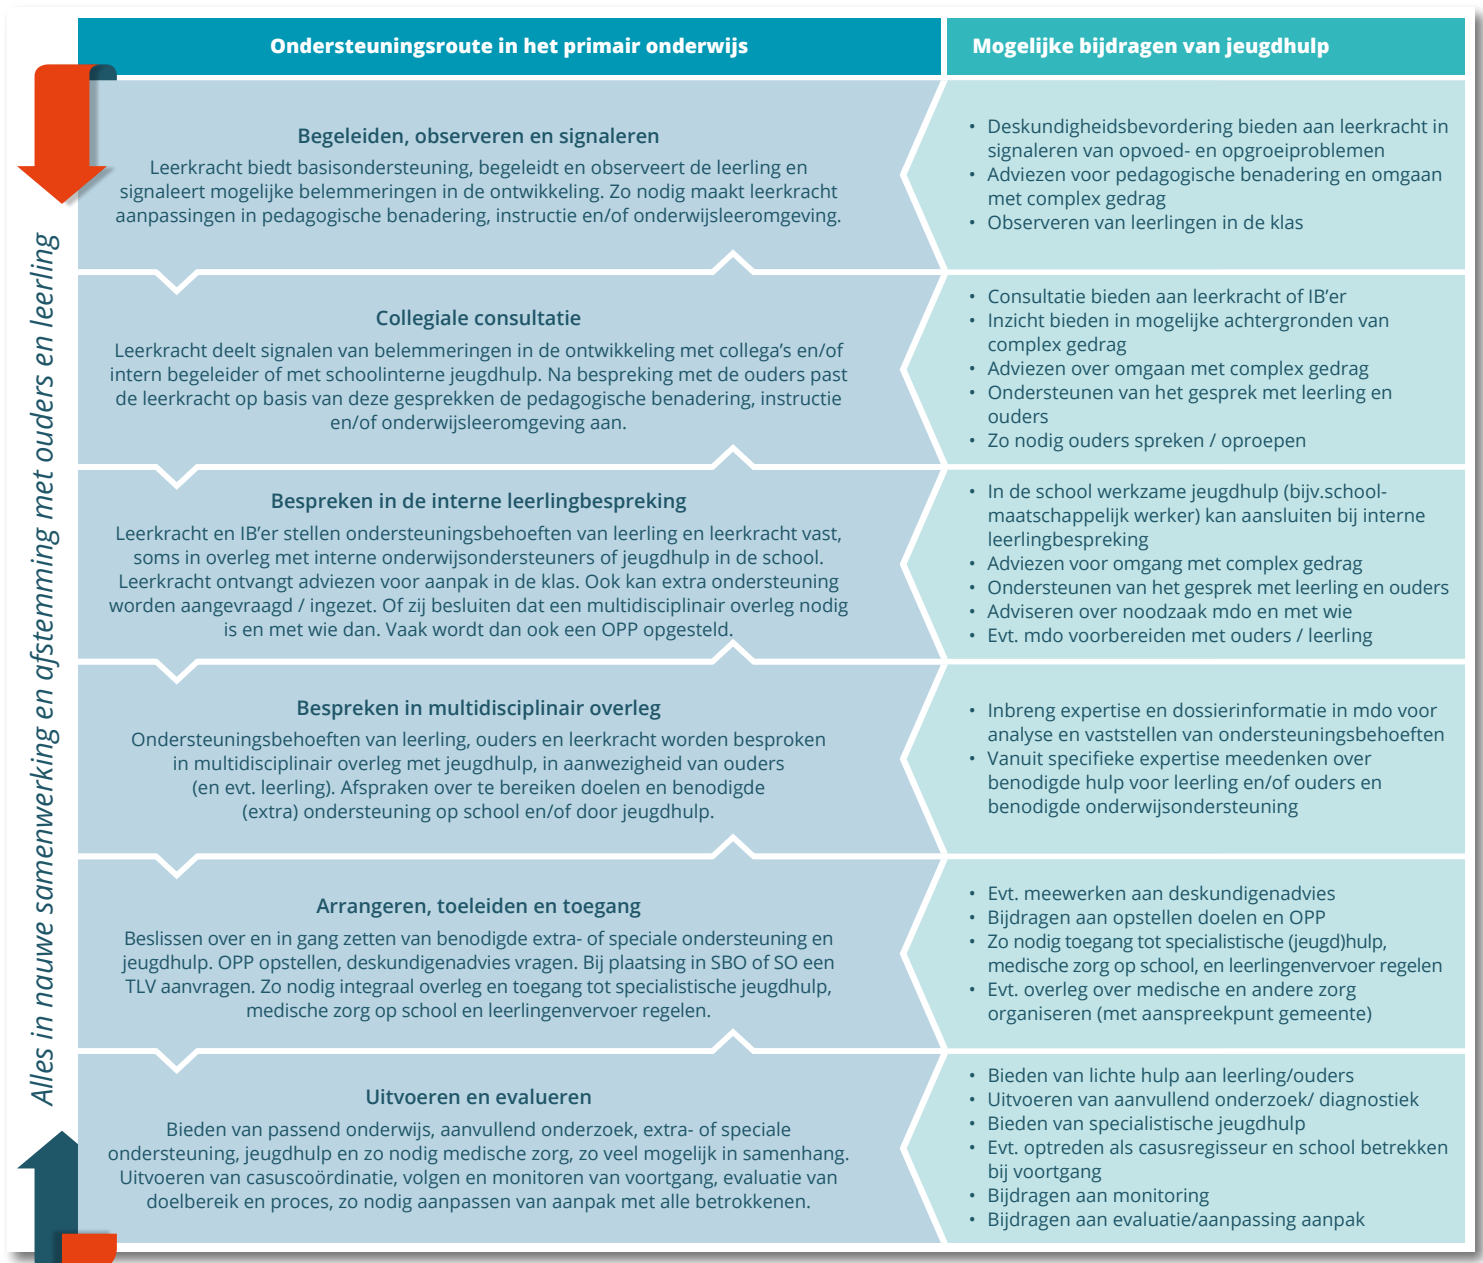 Ondersteuningsroute in het primair onderwijs
Mogelijke bijdragen van jeugdhulp
Alles in nauwe samenwerking en afstemming met ouders en leerling
Begeleiden, observeren en signaleren
Leerkracht biedt basisondersteuning, begeleidt en observeert de leerling en
signaleert mogelijke belemmeringen in de ontwikkeling. Zo nodig maakt leerkracht
aanpassingen in pedagogische benadering, instructie en/of onderwijsleeromgeving.
• Deskundigheidsbevordering bieden aan leerkracht in
signaleren van opvoed- en opgroeiproblemen
• Adviezen voor pedagogische benadering en omgaan
met complex gedrag
• Observeren van leerlingen in de klas
Collegiale consultatie
Leerkracht deelt signalen van belemmeringen in de ontwikkeling met collega's en/of
intern begeleider of met schoolinterne jeugdhulp. Na bespreking met de ouders past
de leerkracht op basis van deze gesprekken de pedagogische benadering, instructie
en/of onderwijsleeromgeving aan.
• Consultatie bieden aan leerkracht of IB'er
• Inzicht bieden in mogelijke achtergronden van
complex gedrag
• Adviezen over omgaan met complex gedrag
• Ondersteunen van het gesprek met leerling en
ouders
• Zo nodig ouders spreken / oproepen
Bespreken in de interne leerlingbespreking
Leerkracht en IB'er stellen ondersteuningsbehoeften van leerling en leerkracht vast,
soms in overleg met interne onderwijsondersteuners of jeugdhulp in de school.
Leerkracht ontvangt adviezen voor aanpak in de klas. Ook kan extra ondersteuning
worden aangevraagd / ingezet. Of zij besluiten dat een multidisciplinair overleg nodig
is en met wie dan. Vaak wordt dan ook een OPP opgesteld.
• In de school werkzame jeugdhulp (bijv.school-
maatschappelijk werker) kan aansluiten bij interne
leerlingbespreking
• Adviezen voor omgang met complex gedrag
• Ondersteunen van het gesprek met leerling en ouders
• Adviseren over noodzaak mdo en met wie
• Evt. mdo voorbereiden met ouders / leerling
Bespreken in multidisciplinair overleg
Ondersteuningsbehoeften van leerling, ouders en leerkracht worden besproken
in multidisciplinair overleg met jeugdhulp, in aanwezigheid van ouders
(en evt. leerling). Afspraken over te bereiken doelen en benodigde
(extra) ondersteuning op school en/of door jeugdhulp.
• Inbreng expertise en dossierinformatie in mdo voor
analyse en vaststellen van ondersteuningsbehoeften
• Vanuit specifieke expertise meedenken over
benodigde hulp voor leerling en/of ouders en
benodigde onderwijsondersteuning
Arrangeren, toeleiden en toegang
Beslissen over en in gang zetten van benodigde extra- of speciale ondersteuning en
jeugdhulp. OPP opstellen, deskundigenadvies vragen. Bij plaatsing in SBO of SO een
TLV aanvragen. Zo nodig integraal overleg en toegang tot specialistische jeugdhulp,
medische zorg op school en leerlingenvervoer regelen.
• Evt. meewerken aan deskundigenadvies
• Bijdragen aan opstellen doelen en OPP
• Zo nodig toegang tot specialistische (jeugd)hulp,
medische zorg op school, en leerlingenvervoer regelen
• Evt. overleg over medische en andere zorg
organiseren (met aanspreekpunt gemeente)
Uitvoeren en evalueren
Bieden van passend onderwijs, aanvullend onderzoek, extra- of speciale
ondersteuning, jeugdhulp en zo nodig medische zorg, zo veel mogelijk in samenhang.
Uitvoeren van casuscoördinatie, volgen en monitoren van voortgang, evaluatie van
doelbereik en proces, zo nodig aanpassen van aanpak met alle betrokkenen.
• Bieden van lichte hulp aan leerling/ouders
• Uitvoeren van aanvullend onderzoek/ diagnostiek
• Bieden van specialistische jeugdhulp
• Evt. optreden als casusregisseur en school betrekken
bij voortgang
• Bijdragen aan monitoring
• Bijdragen aan evaluatie/aanpassing aanpak